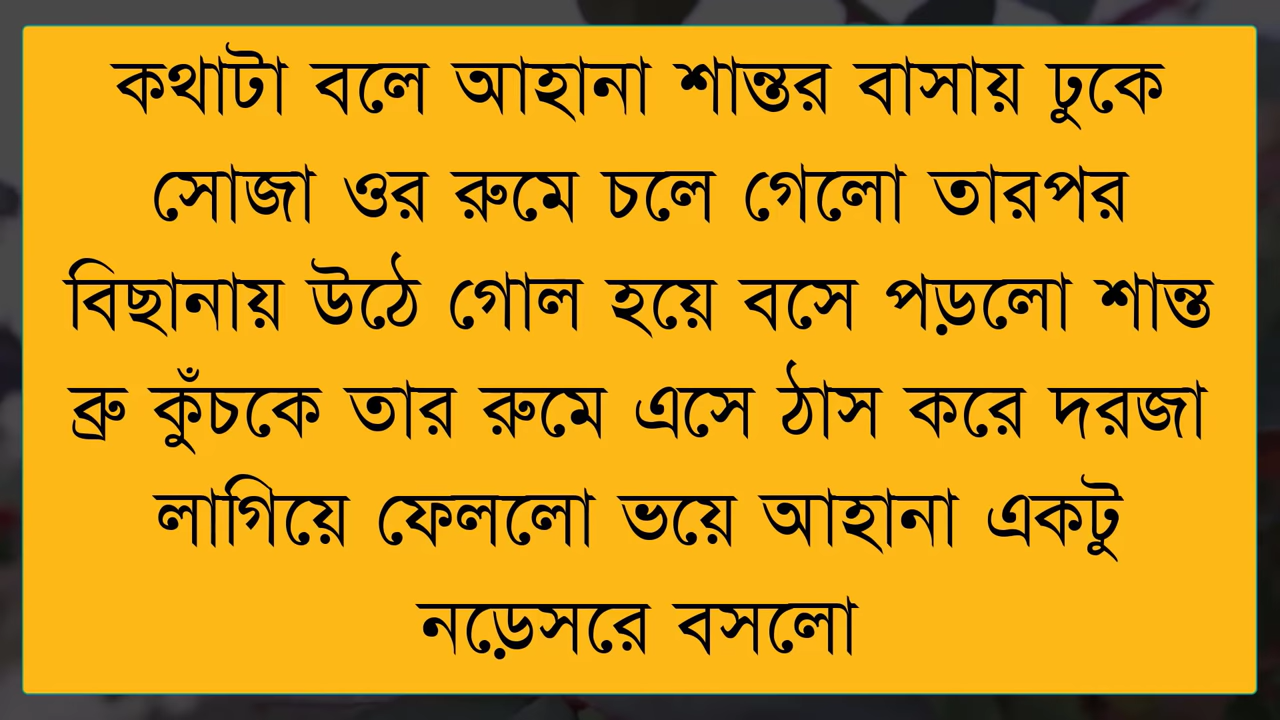 কথাটা বলে আহানা শান্তর বাসায় ঢুকে
সোজা ওর রুমে চলে গেলো তারপর
বিছানায় উঠে গোল হয়ে বসে পড়লো শান্ত
ব্রু কুঁচকে তার রুমে এসে ঠাস করে দরজা
লাগিয়ে ফেললো ভয়ে আহানা একটু
নড়েসরে বসলো